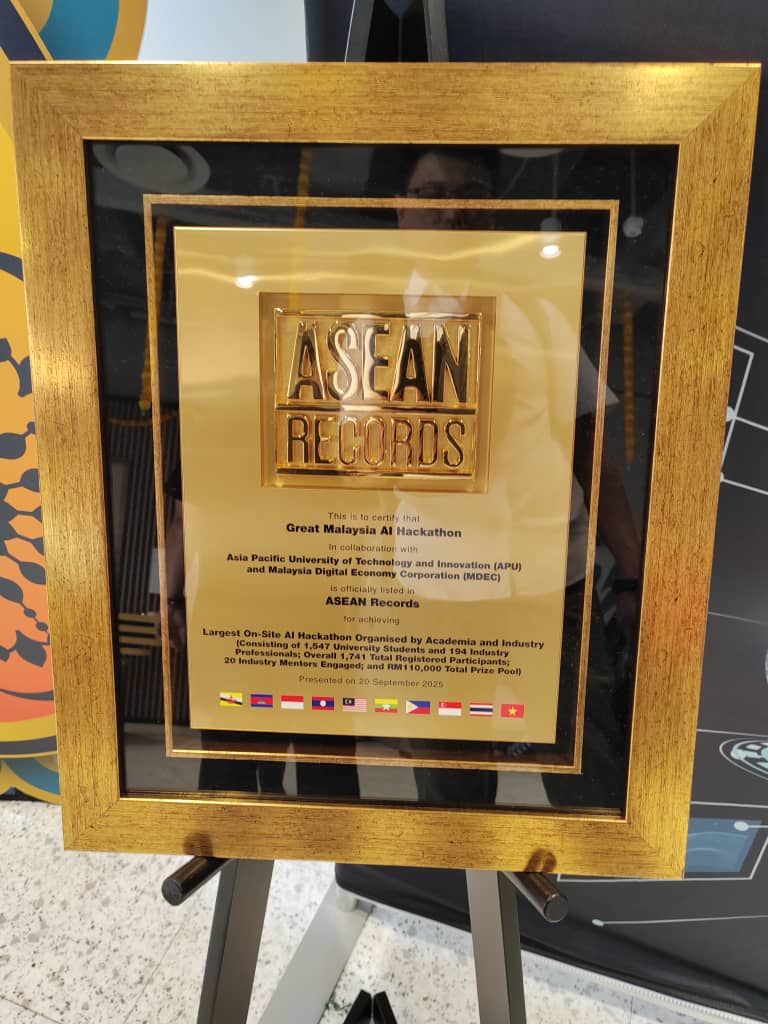 ASEAN
RECORDS
This is to certify that
Great Malaysia AI Hackathon
In collaboration with
Asia Pacific University of Technology and Innovation (APU)
and Malaysia Digital Economy Corporation (MDEC)
is officially listed in
ASEAN Records
for achieving
Largest On-Site AI Hackathon Organised by Academia and Industry
(Consisting of 1,547 University Students and 194 Industry
Professionals; Overall 1,741 Total Registered Participants;
20 Industry Mentors Engaged; and RM110,000 Total Prize Pool)
Presented on 20 September 2025